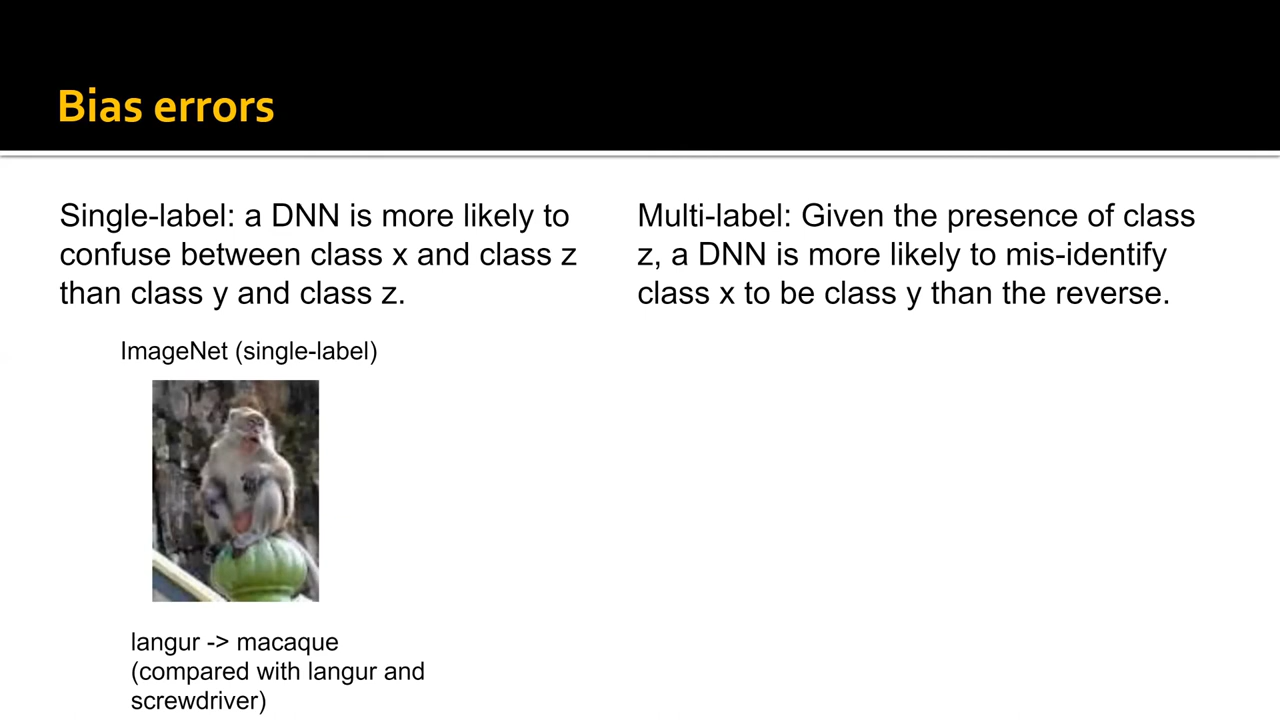 Bias errors
Single-label: a DNN is more likely to
confuse between class x and class z
than class y and class z.
Multi-label: Given the presence of class
z, a DNN is more likely to mis-identify
class x to be class y than the reverse.
ImageNet (single-label)
langur -> macaque
(compared with langur and
screwdriver)